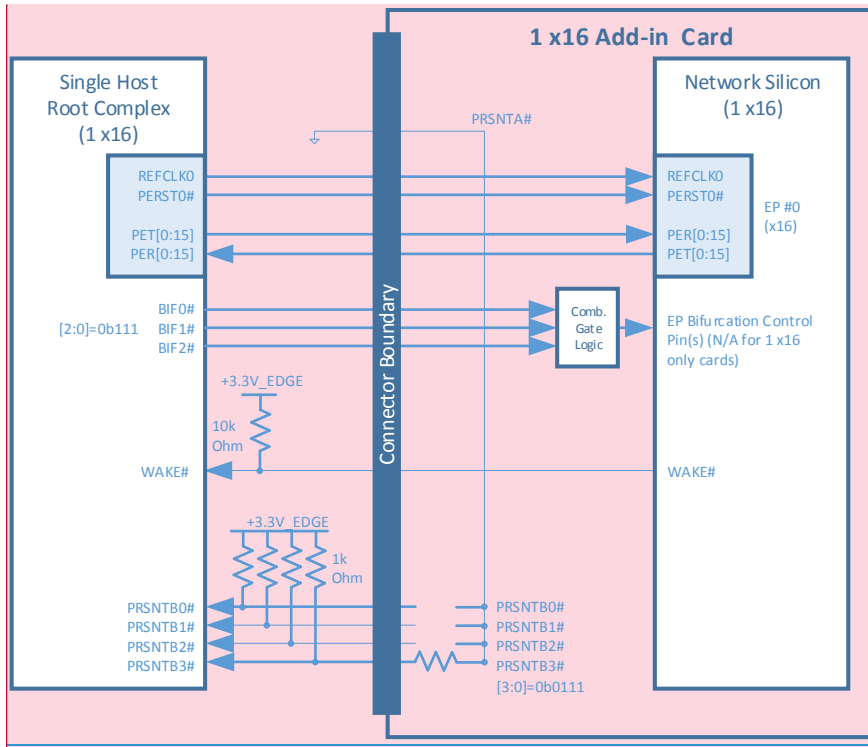 1 x16 Add-in Card
Single Host
Root Complex
(1 x16)
Network Silicon
(1 x16)
PRSNTA#
REFCLK0
PERST0#
PET[0:15]
PER[0:15]
REFCLK0
PERST0#
PER[0:15]
PET[0:15]
EP #0
(x16)
BIF0#
[2:0]=0b111
BIF1#
BIF2#
Comb.
Gate
Logic
EP Bifurcation Control
Pin(s) (N/A for 1 x16
only cards)
Connector Boundary
+3.3V_EDGE
10k
Ohm
WAKE#
WAKE#
+3.3V_EDGE
1k
Ohm
PRSNTB0#
PRSNTB1#
PRSNTB2#
PRSNTB3#
PRSNTB0#
PRSNTB1#
PRSNTB2#
PRSNTB3#
[3:0]=0b0111